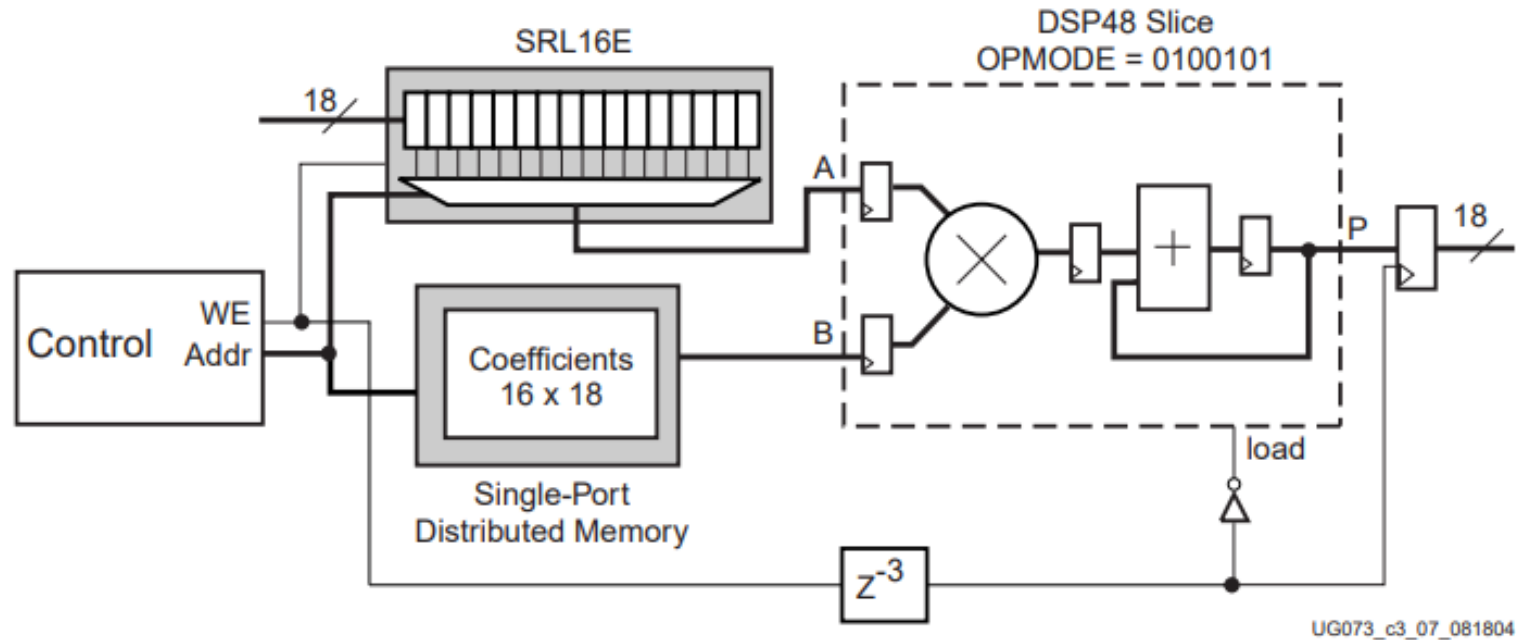 DSP48 Slice
OPMODE = 0100101
SRL16E
18
A
P
18
Control
WE
Addr
Coefficients
16 x 18
B
load
Single-Port
Distributed Memory
Z-3
UG073_c3_07_081804